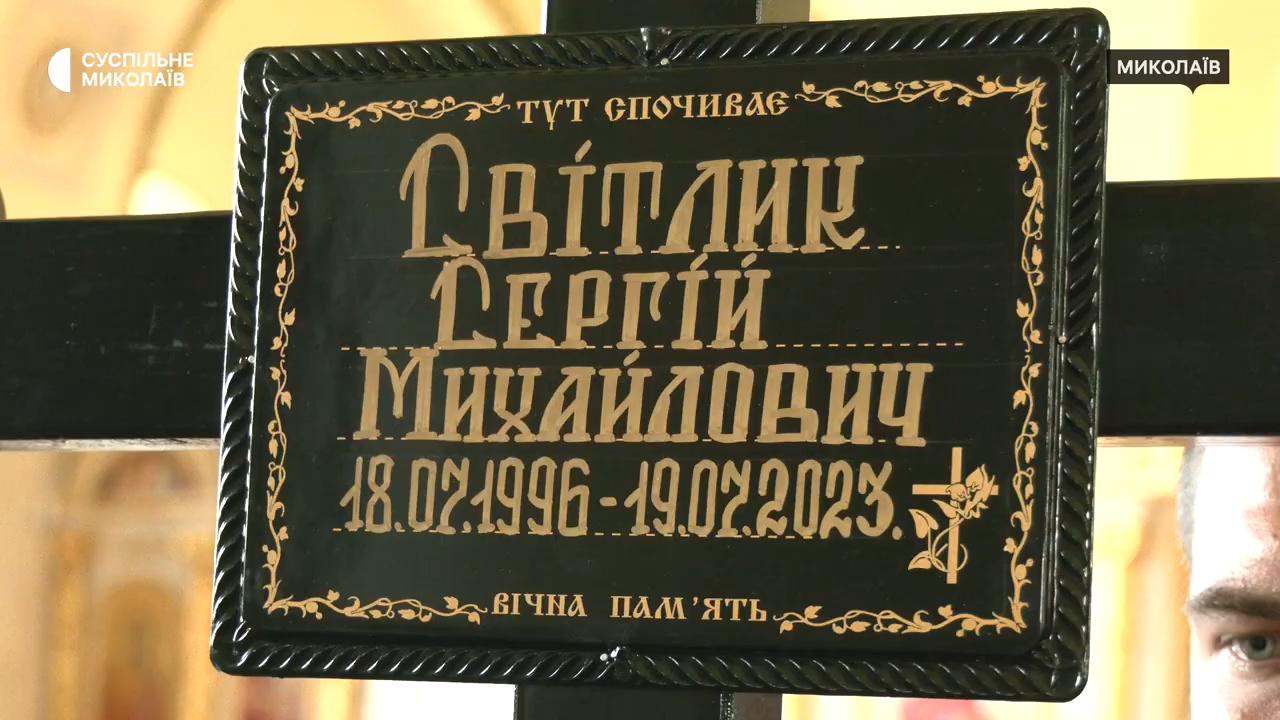 СУСПІЛЬНЕ
МИКОЛАЇВ
МИКОЛАЇВ
ТУТ СПОЧИВАЄ
СВІТЛИК
СЕРГІЙ
МИХАЙЛОВИЧ
18.07.1996-19.07.2023.
ВІЧНА ПАМ'ЯТЬ